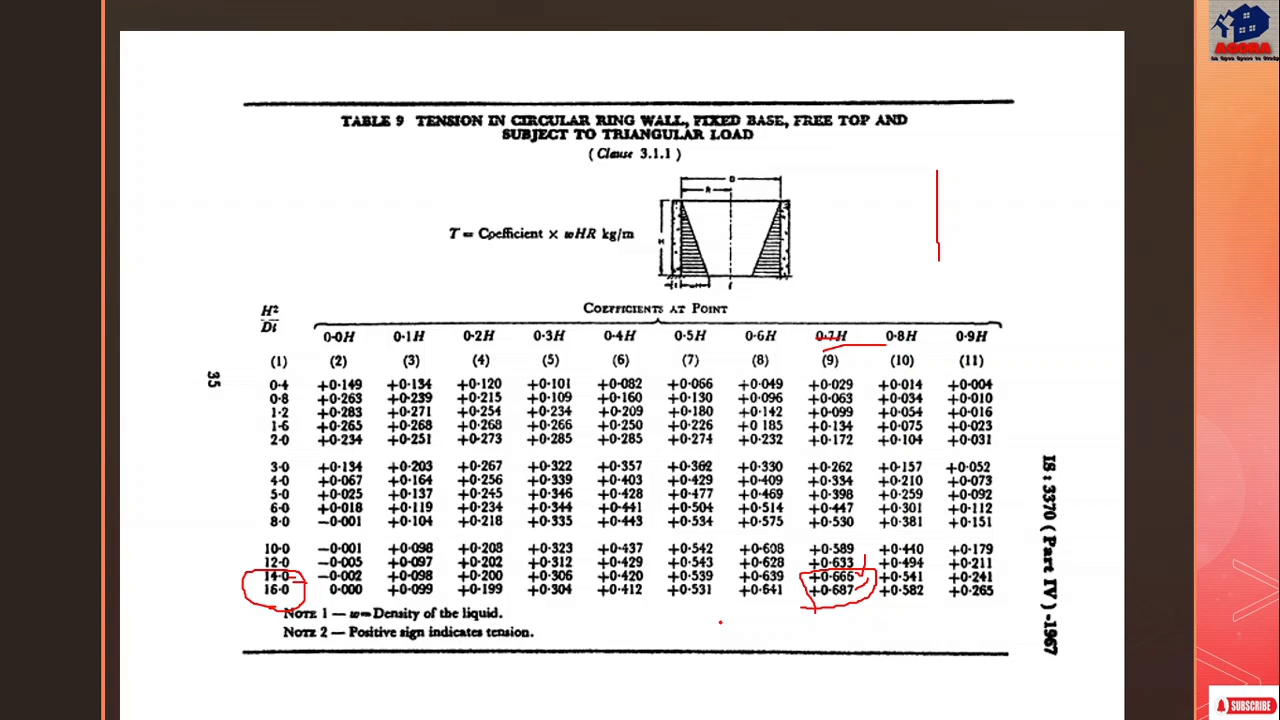 AGORA
An Open Space to Study
TABLE 9 TENSION IN CIRCULAR RING WALL, FIXED BASE, FREE TOP AND
SUBJECT TO TRIANGULAR LOAD
( Clause 3.1.1 )
D
R
H
T = Coefficient × wHR kg/m
H²
Dt
COEFFICIENTS AT POINT
0·0H 0·1H 0·2H 0·3H 0·4H 0·5H 0·6H 0·7H 0·8H 0·9H
(1) (2) (3) (4) (5) (6) (7) (8) (9) (10) (11)
0·4 +0·149 +0·134 +0·120 +0·101 +0·082 +0·066 +0·049 +0·029 +0·014 +0·004
0·8 +0·263 +0·239 +0·215 +0·109 +0·160 +0·130 +0·096 +0·063 +0·034 +0·010
1·2 +0·283 +0·271 +0·254 +0·234 +0·209 +0·180 +0·142 +0·099 +0·054 +0·016
1·6 +0·265 +0·268 +0·268 +0·266 +0·250 +0·226 +0 185 +0·134 +0·075 +0·023
2·0 +0·234 +0·251 +0·273 +0·285 +0·285 +0·274 +0·232 +0·172 +0·104 +0·031
3·0 +0·134 +0·203 +0·267 +0·322 +0·357 +0·362 +0·330 +0·262 +0·157 +0·052
4·0 +0·067 +0·164 +0·256 +0·339 +0·403 +0·429 +0·409 +0·334 +0·210 +0·073
5·0 +0·025 +0·137 +0·245 +0·346 +0·428 +0·477 +0·469 +0·398 +0·259 +0·092
6·0 +0·018 +0·119 +0·234 +0·344 +0·441 +0·504 +0·514 +0·447 +0·301 +0·112
8·0 −0·001 +0·104 +0·218 +0·335 +0·443 +0·534 +0·575 +0·530 +0·381 +0·151
10·0 −0·001 +0·098 +0·208 +0·323 +0·437 +0·542 +0·608 +0·589 +0·440 +0·179
12·0 −0·005 +0·097 +0·202 +0·312 +0·429 +0·543 +0·628 +0·633 +0·494 +0·211
14·0 −0·002 +0·098 +0·200 +0·306 +0·420 +0·539 +0·639 +0·666 +0·541 +0·241
16·0 0·000 +0·099 +0·199 +0·304 +0·412 +0·531 +0·641 +0·687 +0·582 +0·265
NOTE 1 — w=Density of the liquid.
NOTE 2 — Positive sign indicates tension.
35
IS : 3370 ( Part IV ) -1967
SUBSCRIBE